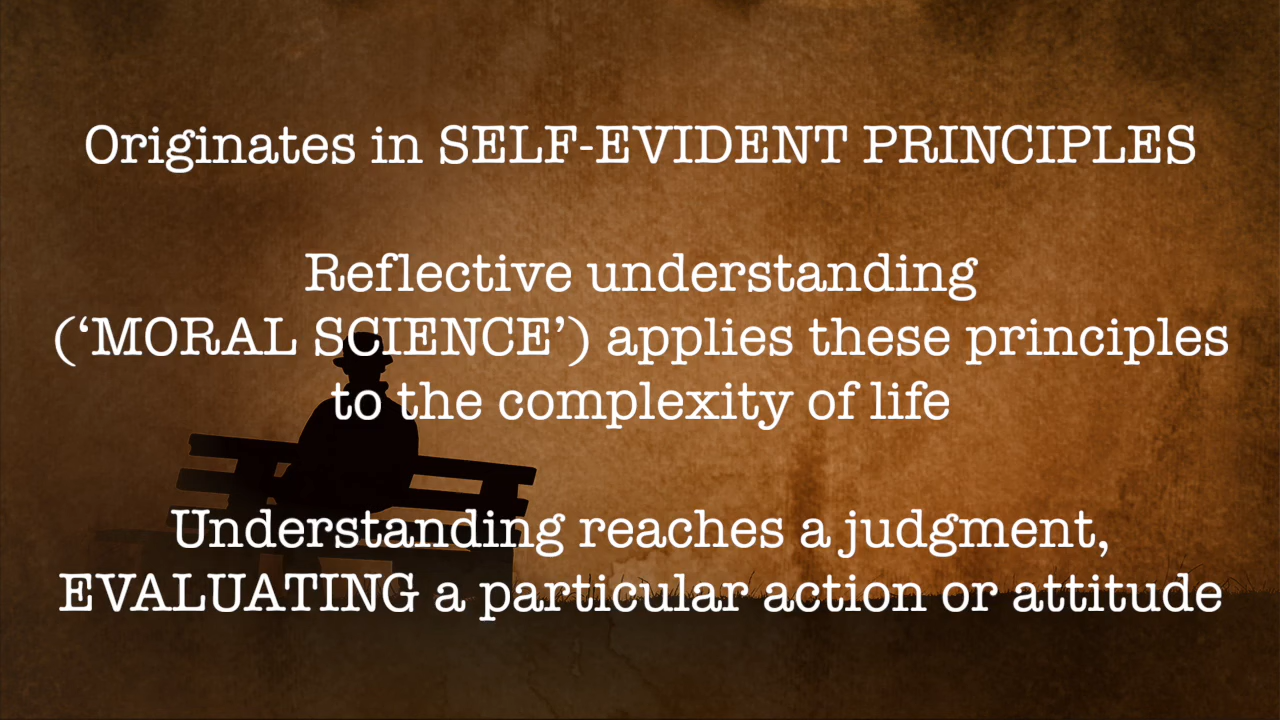 Originates in SELF-EVIDENT PRINCIPLES
Reflective understanding
(‘MORAL SCIENCE’) applies these principles
to the complexity of life
Understanding reaches a judgment,
EVALUATING a particular action or attitude